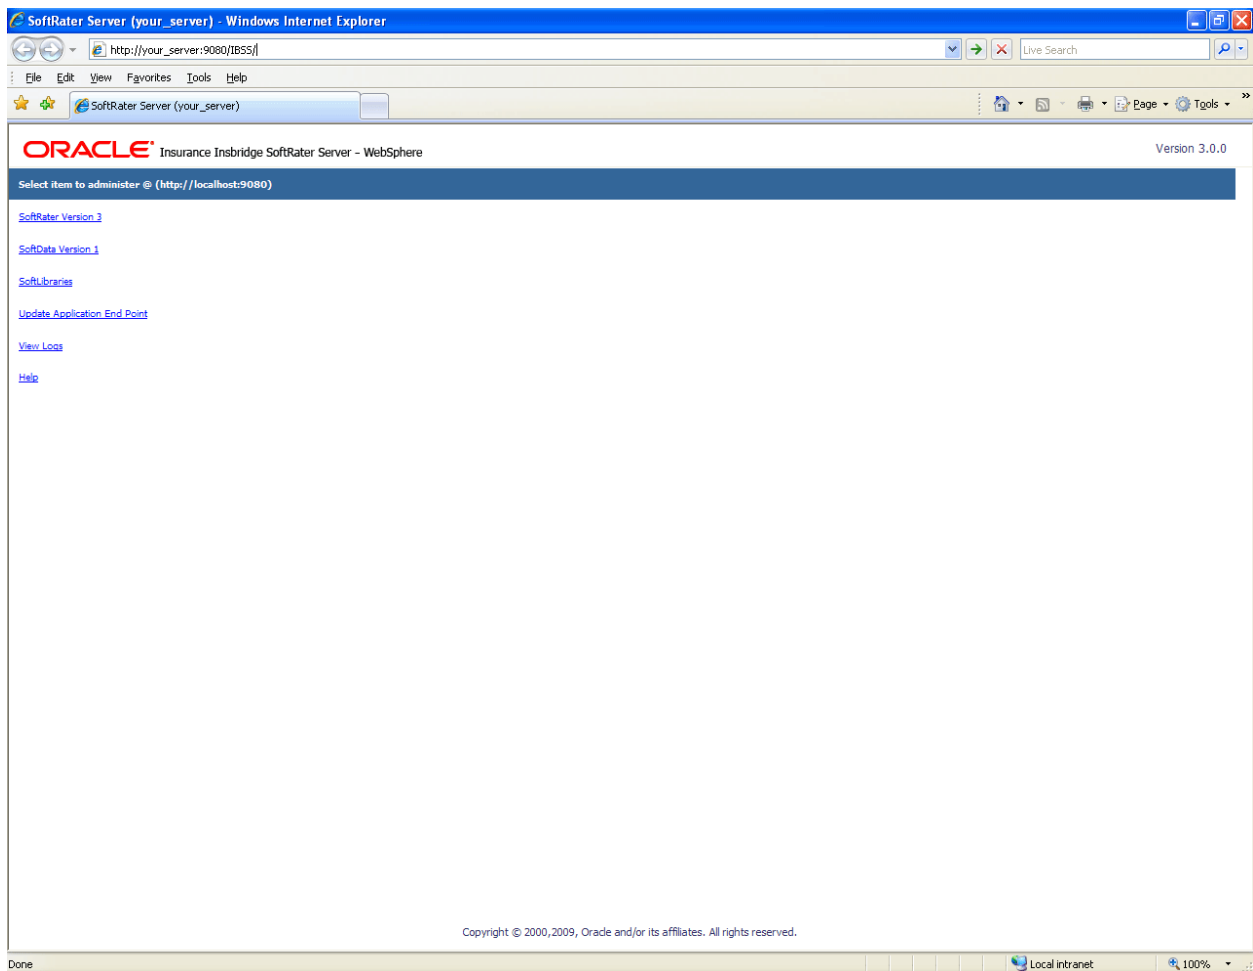 SoftRater Server (your_server) - Windows Internet Explorer
http://your_server:9080/IBSS/
Live Search
File Edit View Favorites Tools Help
SoftRater Server (your_server)
Page Tools »
ORACLE Insurance Insbridge SoftRater Server - WebSphere
Version 3.0.0
Select item to administer @ (http://localhost:9080)
SoftRater Version 3
SoftData Version 1
SoftLibraries
Update Application End Point
View Logs
Help
Copyright © 2000,2009, Oracle and/or its affiliates. All rights reserved.
Done
Local intranet
100%